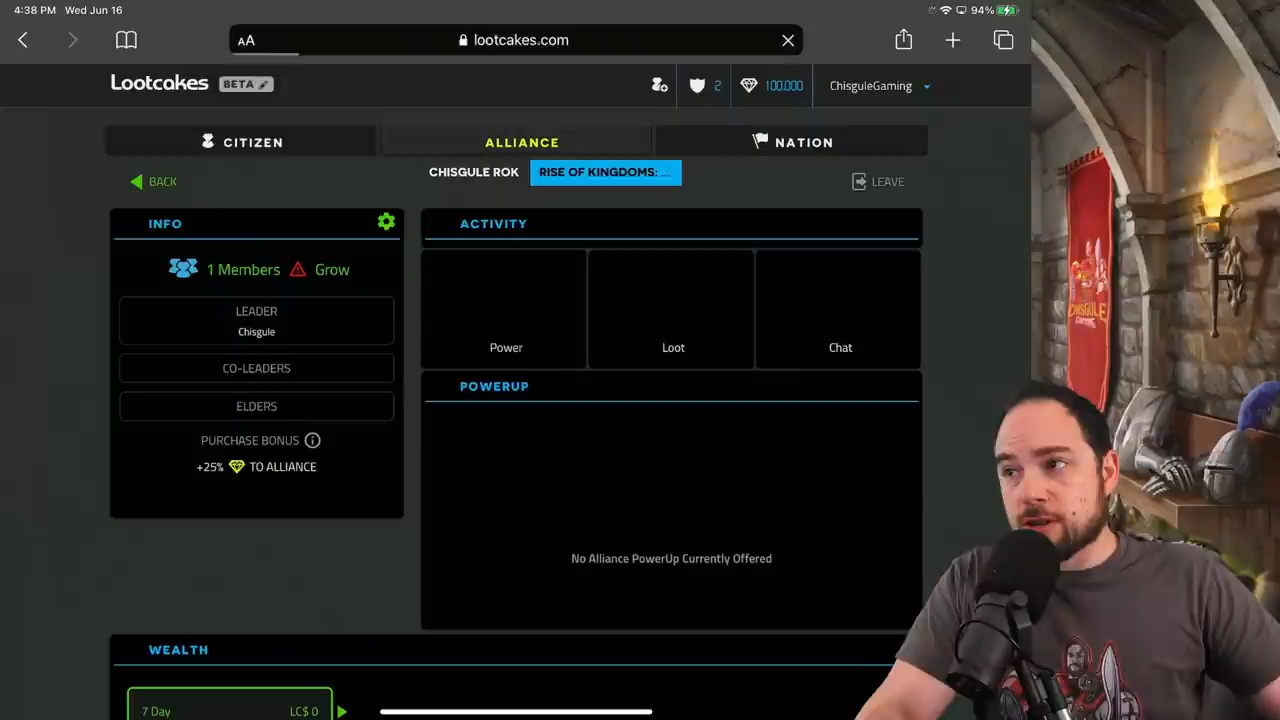 4:38 PM Wed Jun 16
94%
AA
lootcakes.com
Lootcakes BETA
2
100,000
ChisguleGaming
CITIZEN
ALLIANCE
NATION
BACK
CHISGULE ROK
RISE OF KINGDOMS: ...
LEAVE
INFO
1 Members
Grow
LEADER
Chisgule
CO-LEADERS
ELDERS
PURCHASE BONUS
+25% TO ALLIANCE
ACTIVITY
Power
Loot
Chat
POWERUP
No Alliance PowerUp Currently Offered
WEALTH
7 Day
LC$ 0
CHISGULE
GAMING